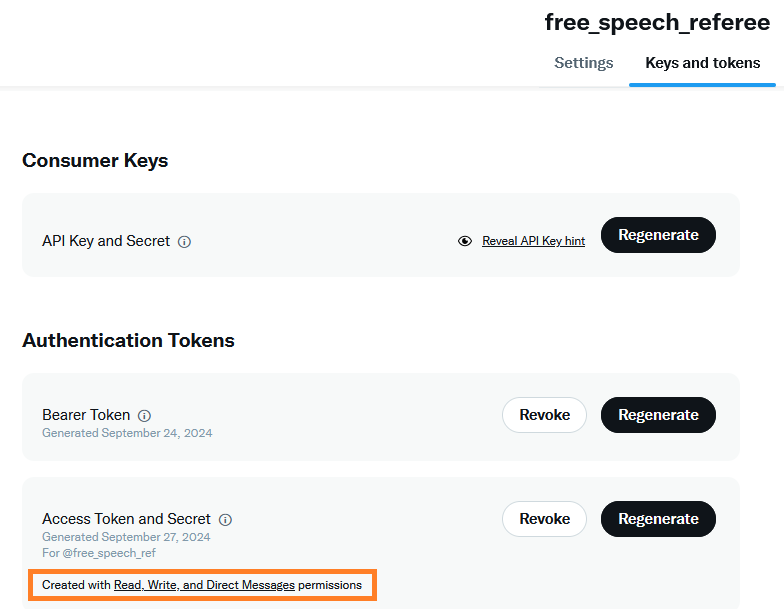 free_speech_referee
Settings Keys and tokens
Consumer Keys
API Key and Secret Reveal API Key hint Regenerate
Authentication Tokens
Bearer Token Revoke Regenerate
Generated September 24, 2024
Access Token and Secret Revoke Regenerate
Generated September 27, 2024
For @free_speech_ref
Created with Read, Write, and Direct Messages permissions